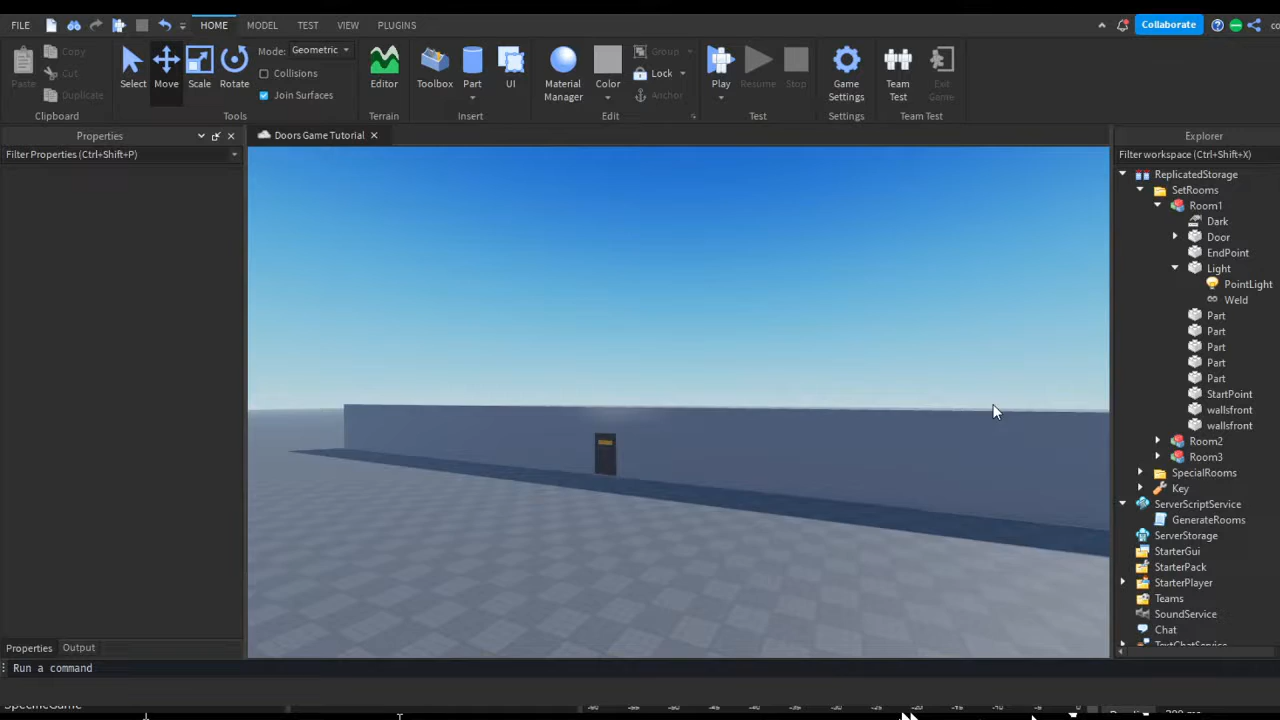 FILE HOME MODEL TEST VIEW PLUGINS Collaborate
Paste Copy Cut Duplicate Clipboard
Select Move Scale Rotate Mode: Geometric Collisions Join Surfaces Tools
Editor Terrain
Toolbox Part UI Insert
Material Manager Color Group Lock Anchor Edit
Play Resume Stop Test
Game Settings Settings
Team Test Exit Game Team Test
Properties
Filter Properties (Ctrl+Shift+P)
Doors Game Tutorial
Explorer
Filter workspace (Ctrl+Shift+X)
ReplicatedStorage
SetRooms
Room1
Dark
Door
EndPoint
Light
PointLight
Weld
Part
Part
Part
Part
Part
StartPoint
wallsfront
wallsfront
Room2
Room3
SpecialRooms
Key
ServerScriptService
GenerateRooms
ServerStorage
StarterGui
StarterPack
StarterPlayer
Teams
SoundService
Chat
TextChatService
Properties Output
Run a command